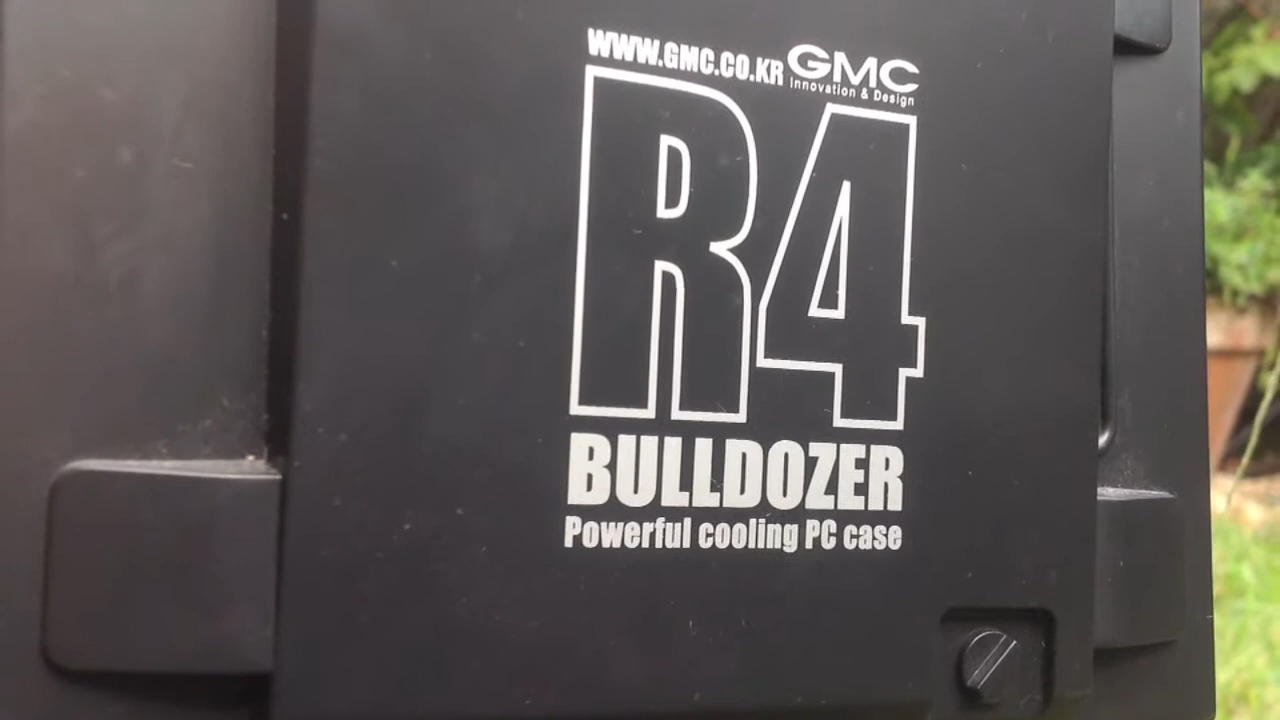 WWW.GMC.CO.KR GMC
Innovation & Design
R4
BULLDOZER
Powerful cooling PC case